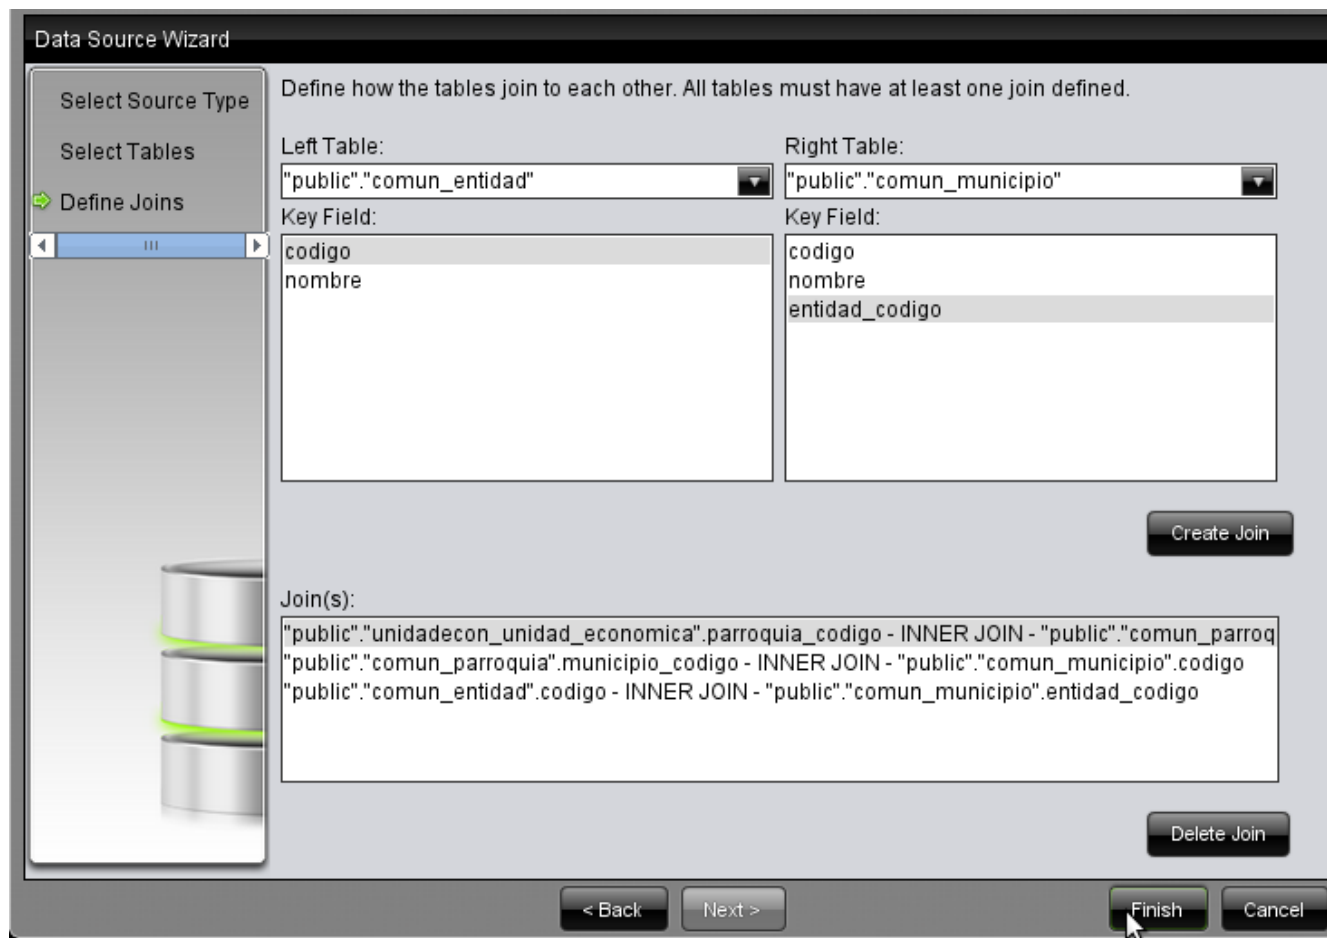 Data Source Wizard
Select Source Type
Select Tables
Define Joins
Define how the tables join to each other. All tables must have at least one join defined.
Left Table:
"public"."comun_entidad"
Key Field:
codigo
nombre
Right Table:
"public"."comun_municipio"
Key Field:
codigo
nombre
entidad_codigo
Create Join
Join(s):
"public"."unidadecon_unidad_economica".parroquia_codigo - INNER JOIN - "public"."comun_parroq
"public"."comun_parroquia".municipio_codigo - INNER JOIN - "public"."comun_municipio".codigo
"public"."comun_entidad".codigo - INNER JOIN - "public"."comun_municipio".entidad_codigo
Delete Join
< Back
Next >
Finish
Cancel